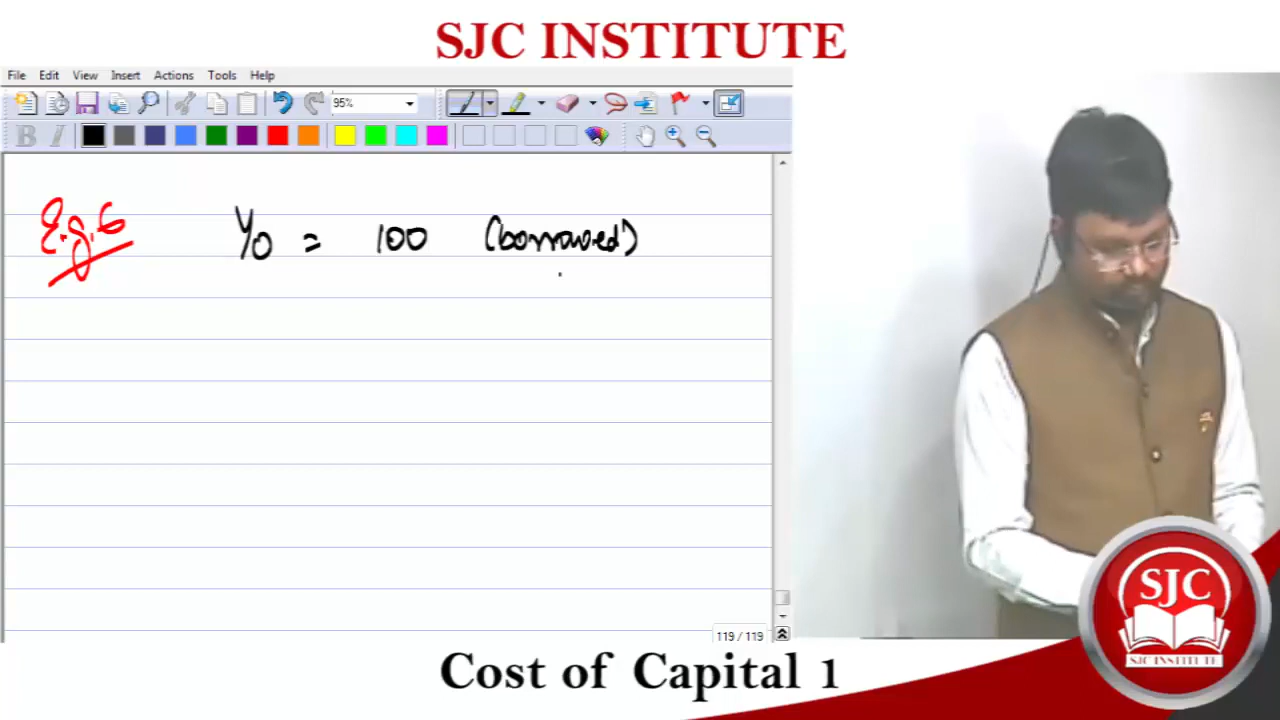 SJC INSTITUTE
File Edit View Insert Actions Tools Help
95%
B I
E.g.6 Y0 = 100 (borrowed)
119 / 119
SJC
SJC INSTITUTE
Cost of Capital 1